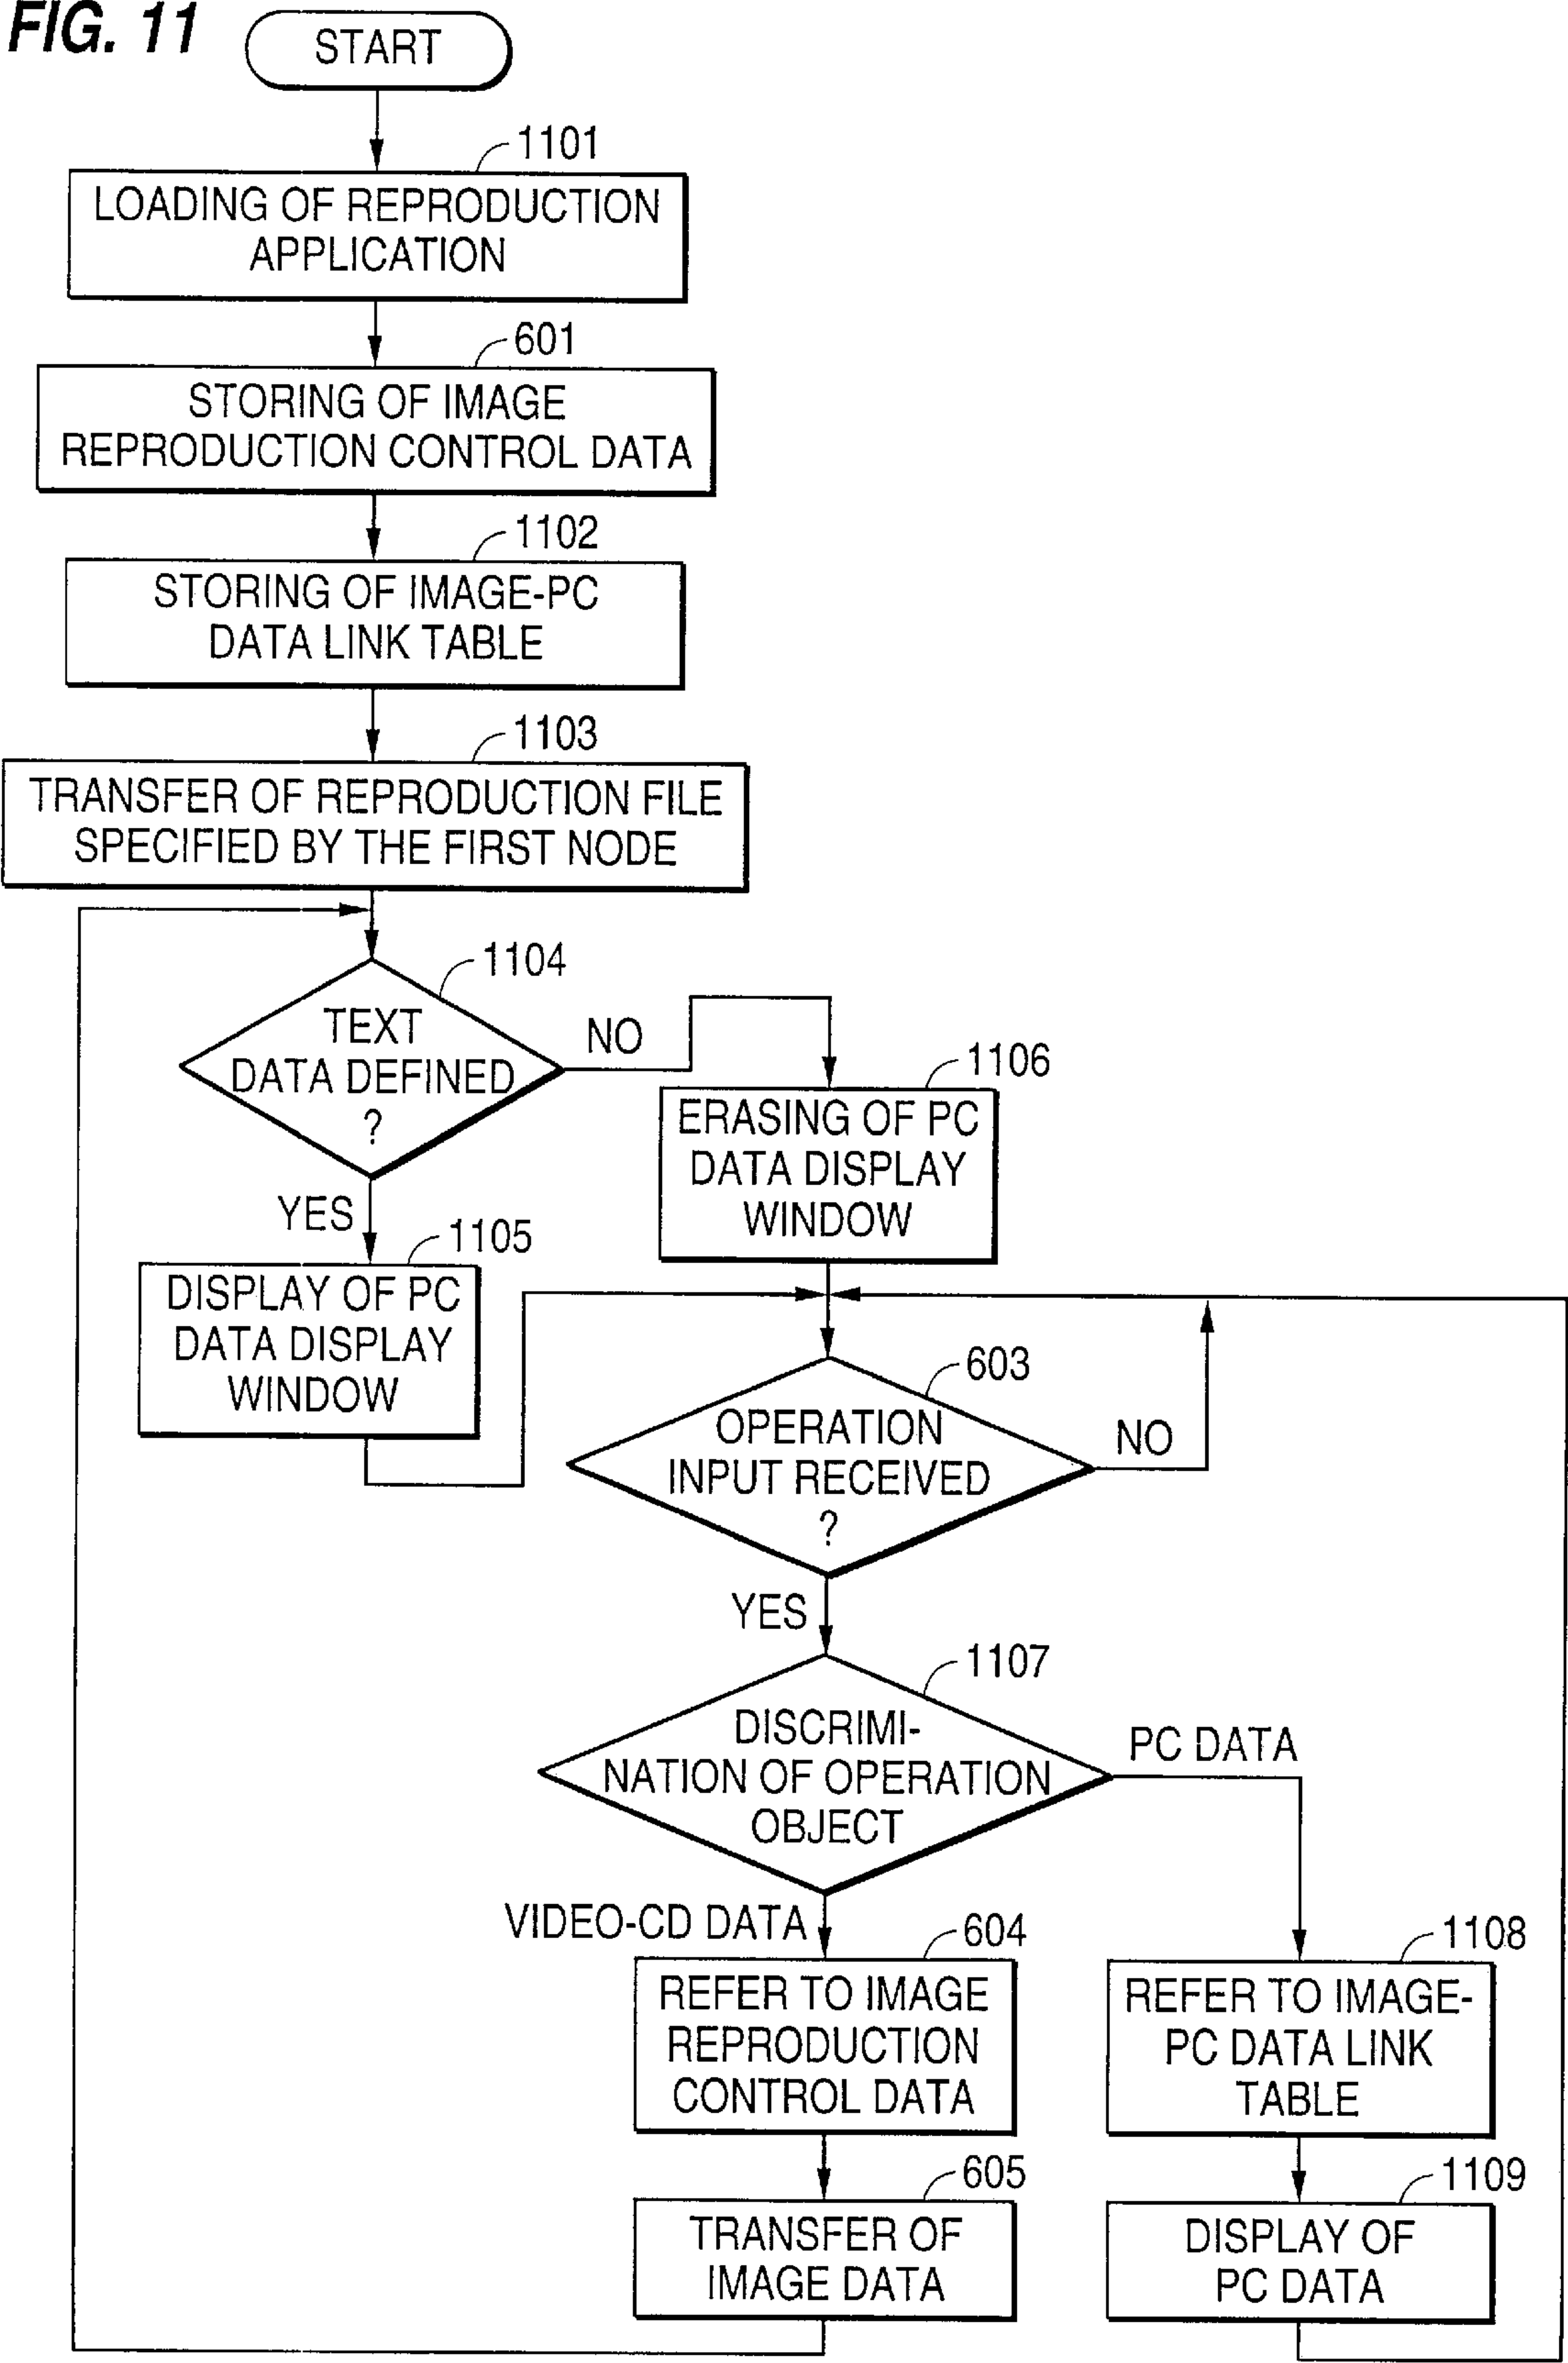 FIG. 11
START
1101
LOADING OF REPRODUCTION
APPLICATION
601
STORING OF IMAGE
REPRODUCTION CONTROL DATA
1102
STORING OF IMAGE-PC
DATA LINK TABLE
1103
TRANSFER OF REPRODUCTION FILE
SPECIFIED BY THE FIRST NODE
1104
TEXT
DATA DEFINED
?
NO
1106
ERASING OF PC
DATA DISPLAY
WINDOW
YES
1105
DISPLAY OF PC
DATA DISPLAY
WINDOW
603
OPERATION
INPUT RECEIVED
?
NO
YES
1107
DISCRIMI-
NATION OF OPERATION
OBJECT
PC DATA
VIDEO-CD DATA
604
REFER TO IMAGE
REPRODUCTION
CONTROL DATA
1108
REFER TO IMAGE-
PC DATA LINK
TABLE
605
TRANSFER OF
IMAGE DATA
1109
DISPLAY OF
PC DATA